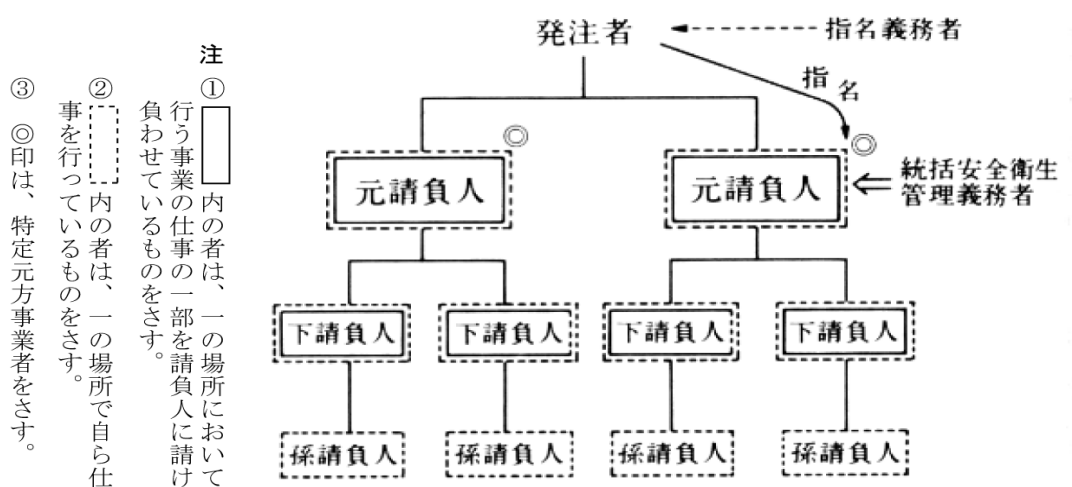 注
① 内の者は、一の場所において
行う事業の仕事の一部を請負人に請け
負わせているものをさす。
② 内の者は、一の場所で自ら仕
事を行っているものをさす。
③ ◎印は、特定元方事業者をさす。
発注者
指名義務者
指名
◎
◎
元請負人
元請負人
統括安全衛生
管理義務者
下請負人
下請負人
下請負人
下請負人
孫請負人
孫請負人
孫請負人
孫請負人